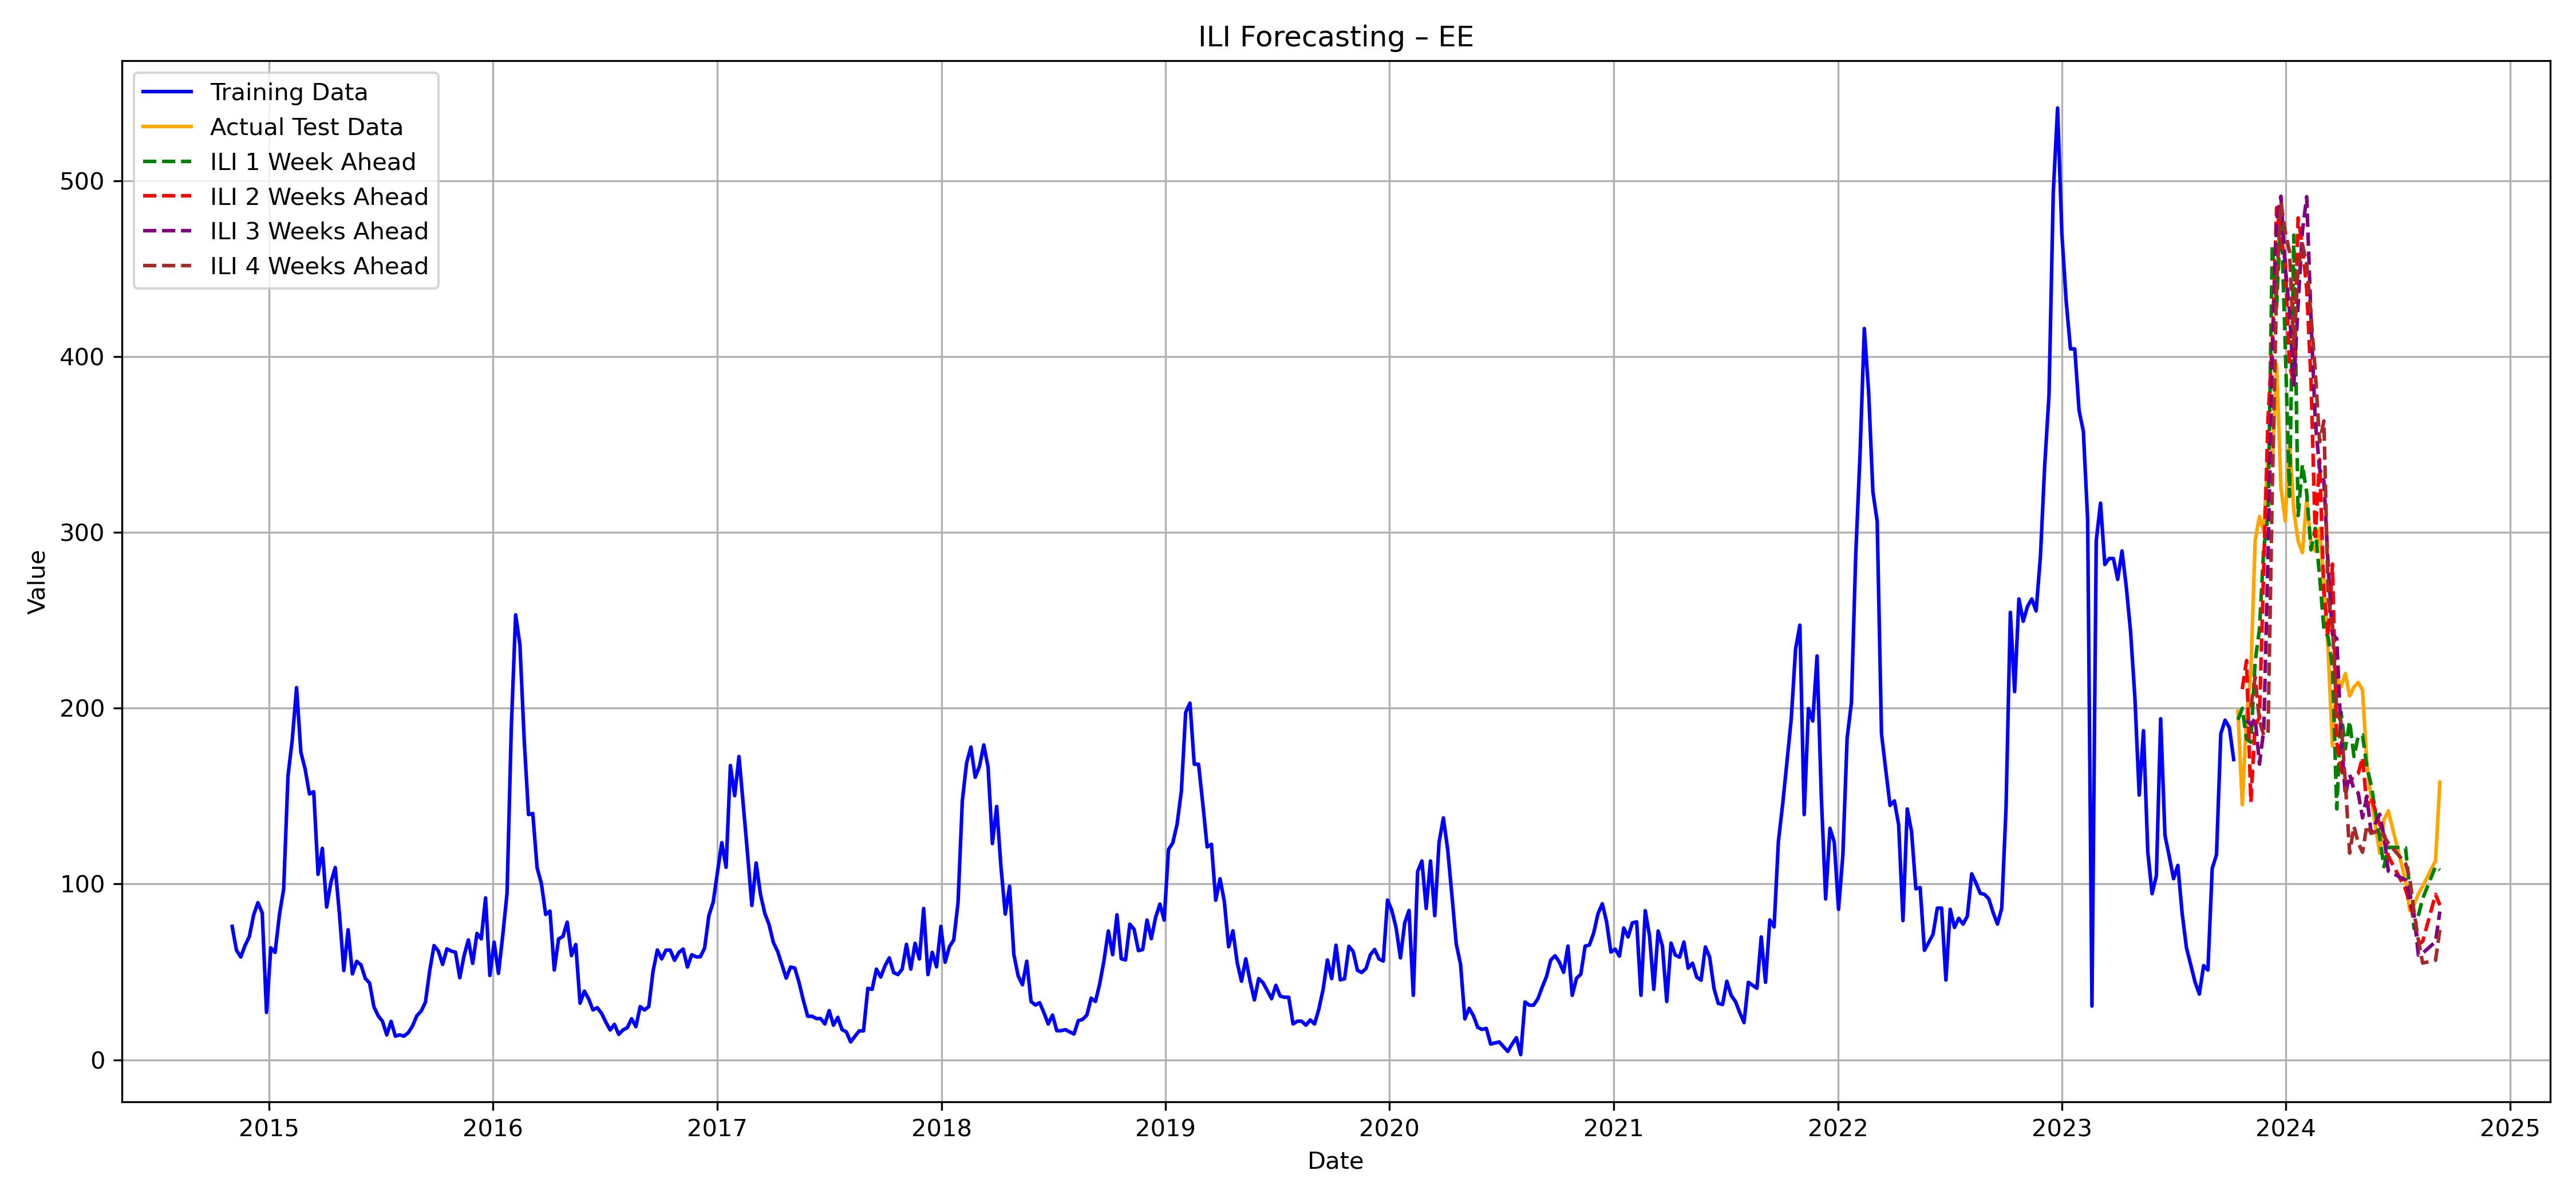 ILI Forecasting – EE
Training Data
Actual Test Data
ILI 1 Week Ahead
ILI 2 Weeks Ahead
ILI 3 Weeks Ahead
ILI 4 Weeks Ahead
500
400
300
200
100
0
Value
2015 2016 2017 2018 2019 2020 2021 2022 2023 2024 2025
Date